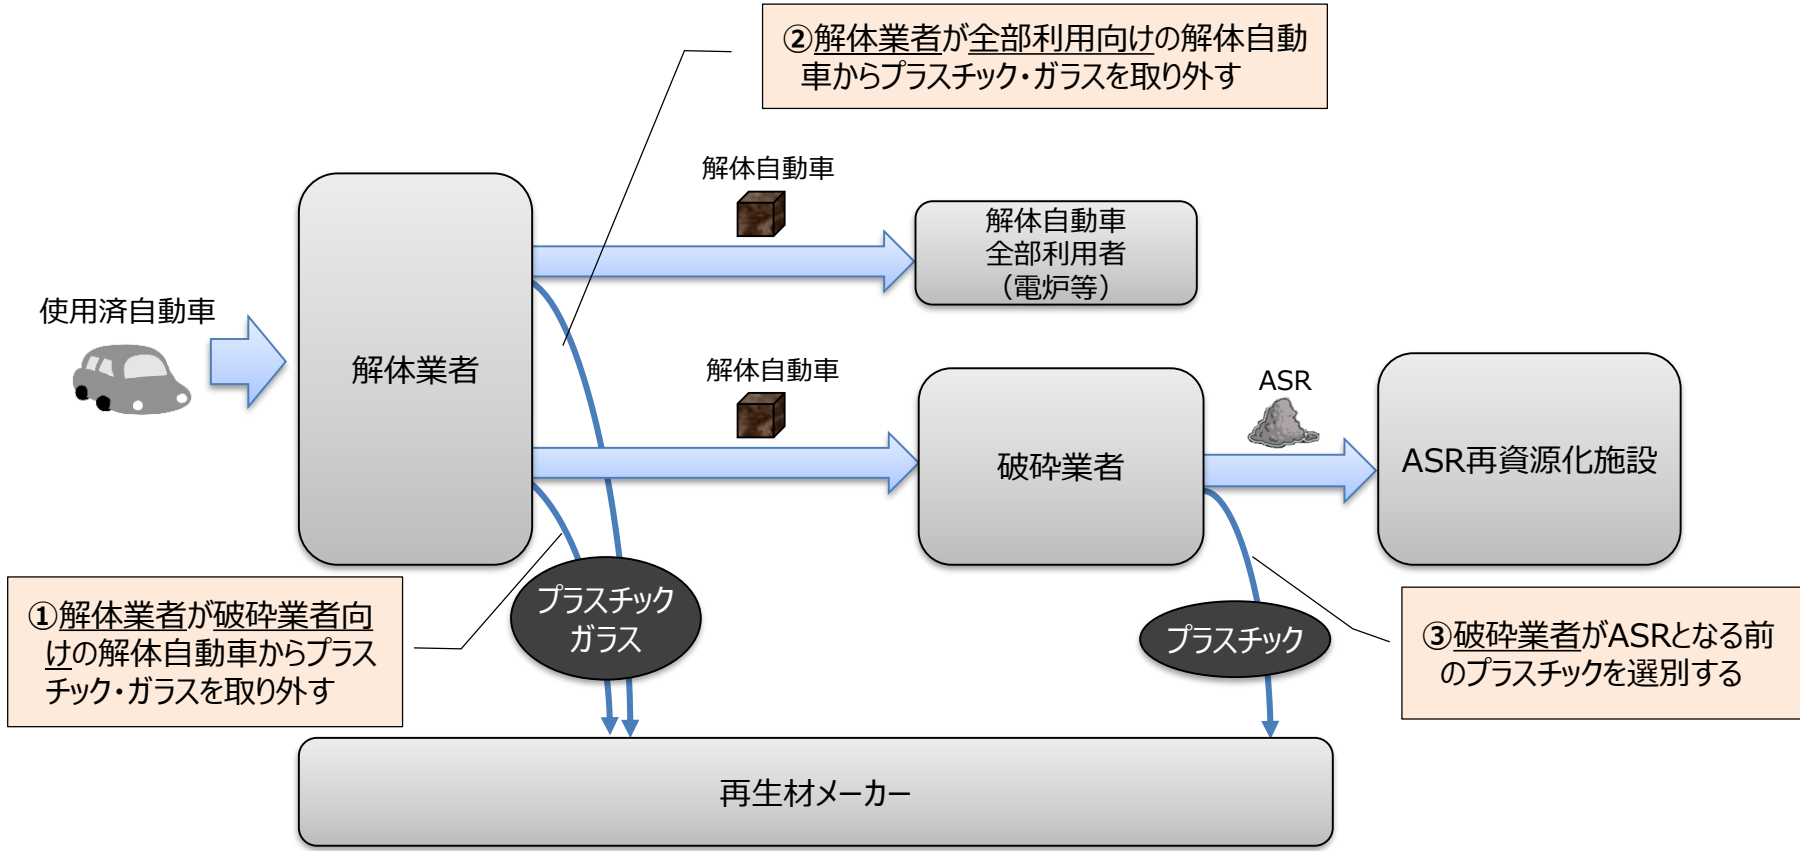 ②解体業者が全部利用向けの解体自動
車からプラスチック・ガラスを取り外す
解体自動車
解体自動車
全部利用者
（電炉等）
使用済自動車
解体業者
解体自動車
破砕業者
ASR
ASR再資源化施設
①解体業者が破砕業者向
けの解体自動車からプラス
チック・ガラスを取り外す
プラスチック
ガラス
プラスチック
③破砕業者がASRとなる前
のプラスチックを選別する
再生材メーカー